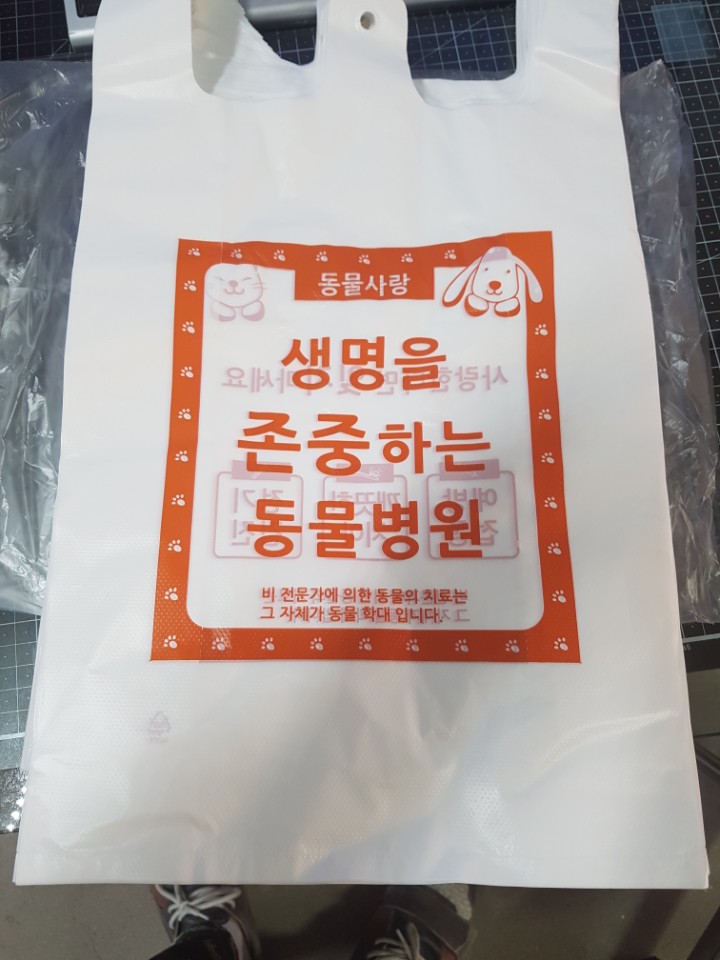 동물사랑
생명을
존중하는
동물병원
비 전문가에 의한 동물의 치료는
그 자체가 동물 학대 입니다.